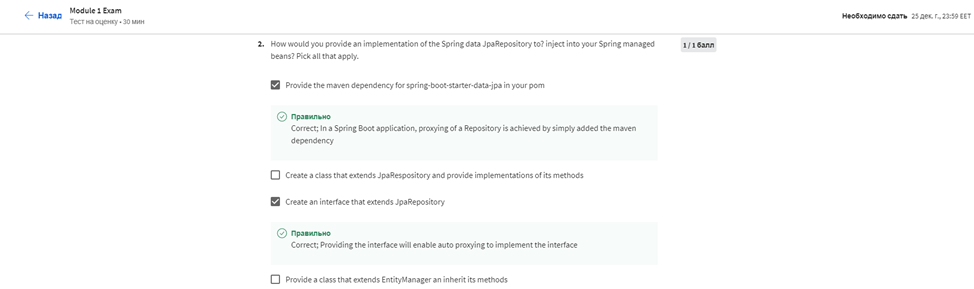 Назад
Module 1 Exam
Тест на оценку • 30 мин
Необходимо сдать 25 дек. г., 23:59 EET
2. How would you provide an implementation of the Spring data JpaRepository to? inject into your Spring managed
beans? Pick all that apply.
1 / 1 балл
Provide the maven dependency for spring-boot-starter-data-jpa in your pom
Правильно
Correct; In a Spring Boot application, proxying of a Repository is achieved by simply added the maven
dependency
Create a class that extends JpaRespository and provide implementations of its methods
Create an interface that extends JpaRepository
Правильно
Correct; Providing the interface will enable auto proxying to implement the interface
Provide a class that extends EntityManager an inherit its methods